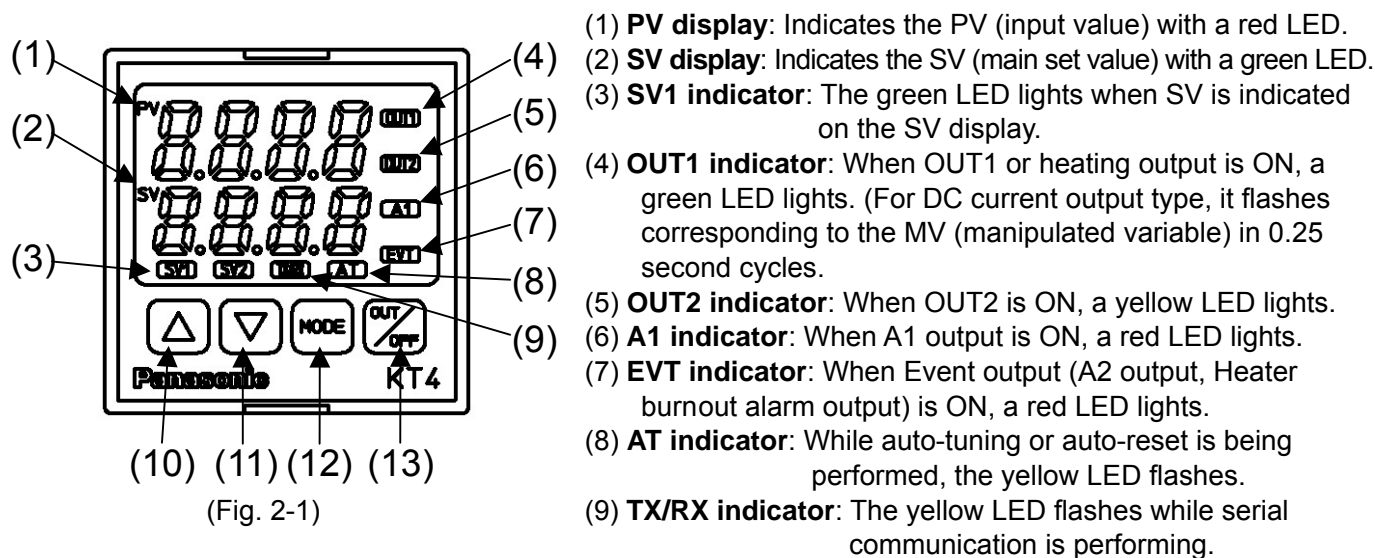 (1)
(2)
(3)
(4)
(5)
(6)
(7)
(8)
(9)
PV
SV
OUT1
OUT2
A1
EVT
SV1 SV2 AT
MODE OUT/OFF
Panasonic KT4
(10) (11) (12) (13)
(Fig. 2-1)
(1) PV display: Indicates the PV (input value) with a red LED.
(2) SV display: Indicates the SV (main set value) with a green LED.
(3) SV1 indicator: The green LED lights when SV is indicated
on the SV display.
(4) OUT1 indicator: When OUT1 or heating output is ON, a
green LED lights. (For DC current output type, it flashes
corresponding to the MV (manipulated variable) in 0.25
second cycles.
(5) OUT2 indicator: When OUT2 is ON, a yellow LED lights.
(6) A1 indicator: When A1 output is ON, a red LED lights.
(7) EVT indicator: When Event output (A2 output, Heater
burnout alarm output) is ON, a red LED lights.
(8) AT indicator: While auto-tuning or auto-reset is being
performed, the yellow LED flashes.
(9) TX/RX indicator: The yellow LED flashes while serial
communication is performing.